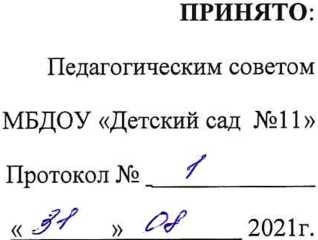 ПРИНЯТО:
Педагогическим советом
МБДОУ «Детский сад №11»
Протокол № 1
« 31 » 08 2021г.